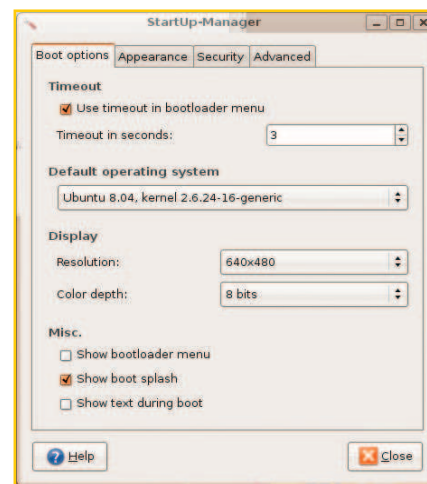 StartUp-Manager
Boot options Appearance Security Advanced
Timeout
Use timeout in bootloader menu
Timeout in seconds: 3
Default operating system
Ubuntu 8.04, kernel 2.6.24-16-generic
Display
Resolution: 640x480
Color depth: 8 bits
Misc.
Show bootloader menu
Show boot splash
Show text during boot
Help Close